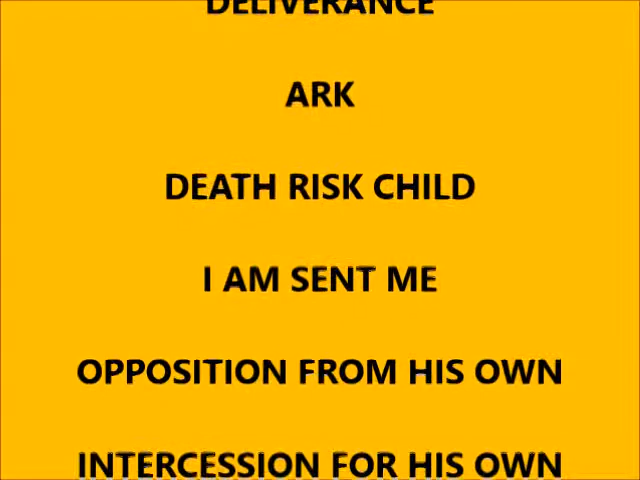 DELIVERANCE
ARK
DEATH RISK CHILD
I AM SENT ME
OPPOSITION FROM HIS OWN
INTERCESSION FOR HIS OWN